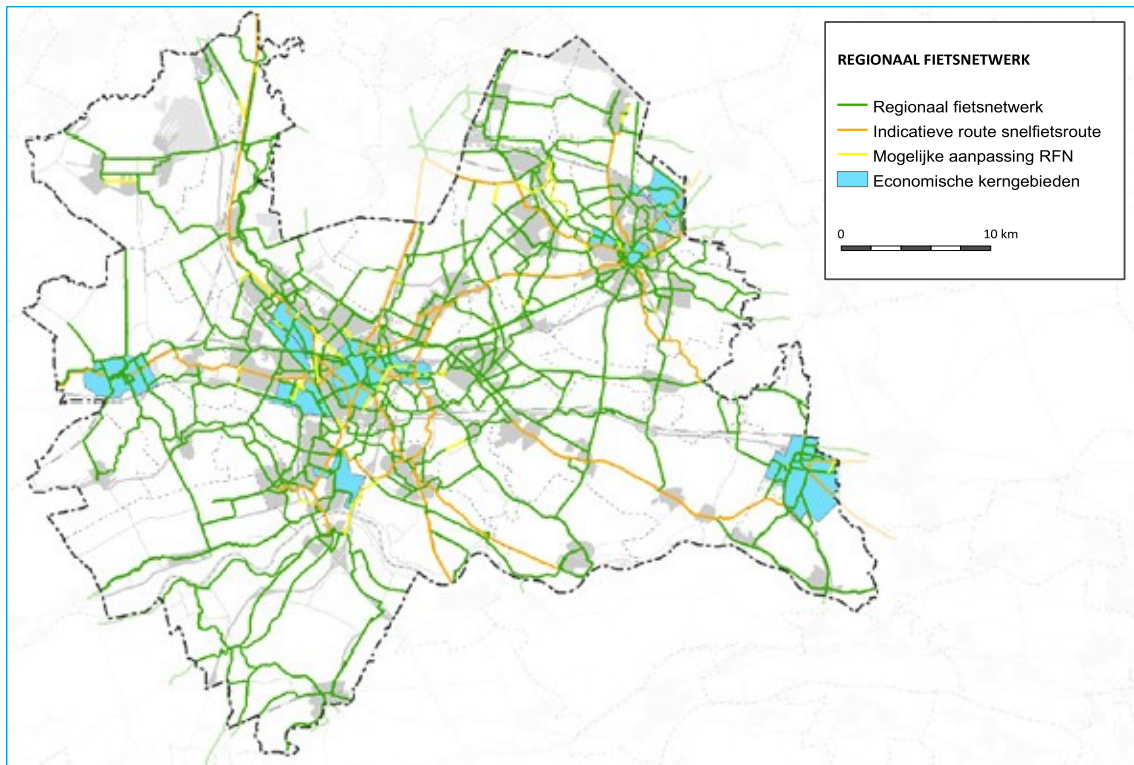 REGIONAAL FIETSNETWERK
Regionaal fietsnetwerk
Indicatieve route snelfietsroute
Mogelijke aanpassing RFN
Economische kerngebieden
0 10 km